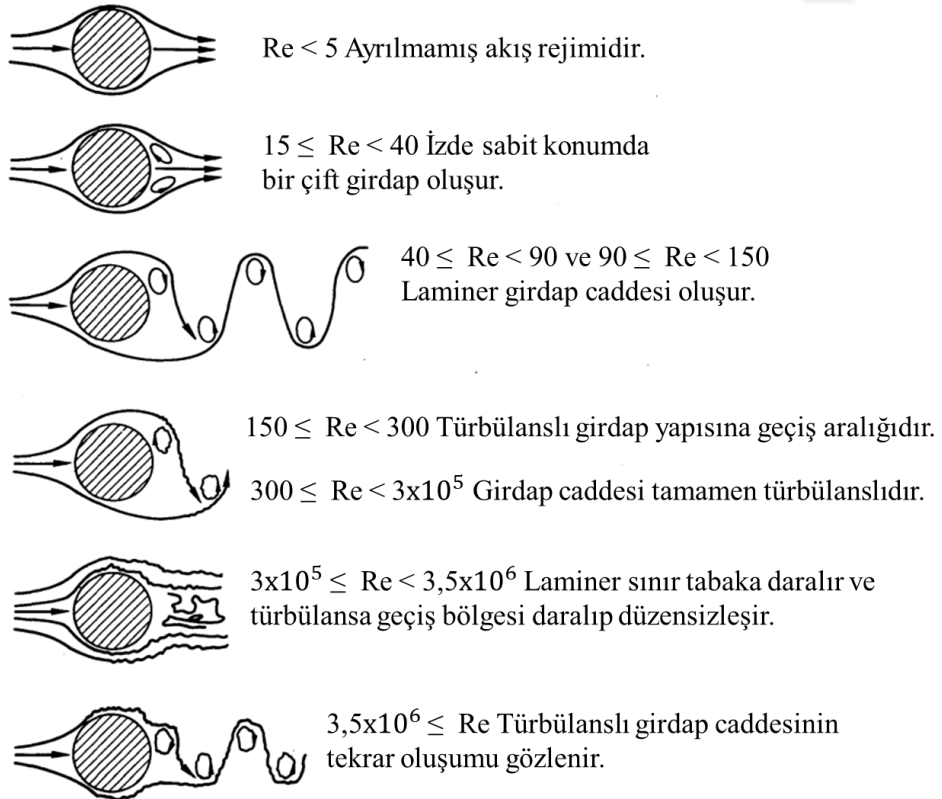 Re < 5 Ayrılmamış akış rejimidir.
15 ≤ Re < 40 İzde sabit konumda
bir çift girdap oluşur.
40 ≤ Re < 90 ve 90 ≤ Re < 150
Laminer girdap caddesi oluşur.
150 ≤ Re < 300 Türbülanslı girdap yapısına geçiş aralığıdır.
300 ≤ Re < 3x10⁵ Girdap caddesi tamamen türbülanslıdır.
3x10⁵ ≤ Re < 3,5x10⁶ Laminer sınır tabaka daralır ve
türbülansa geçiş bölgesi daralıp düzensizleşir.
3,5x10⁶ ≤ Re Türbülanslı girdap caddesinin
tekrar oluşumu gözlenir.